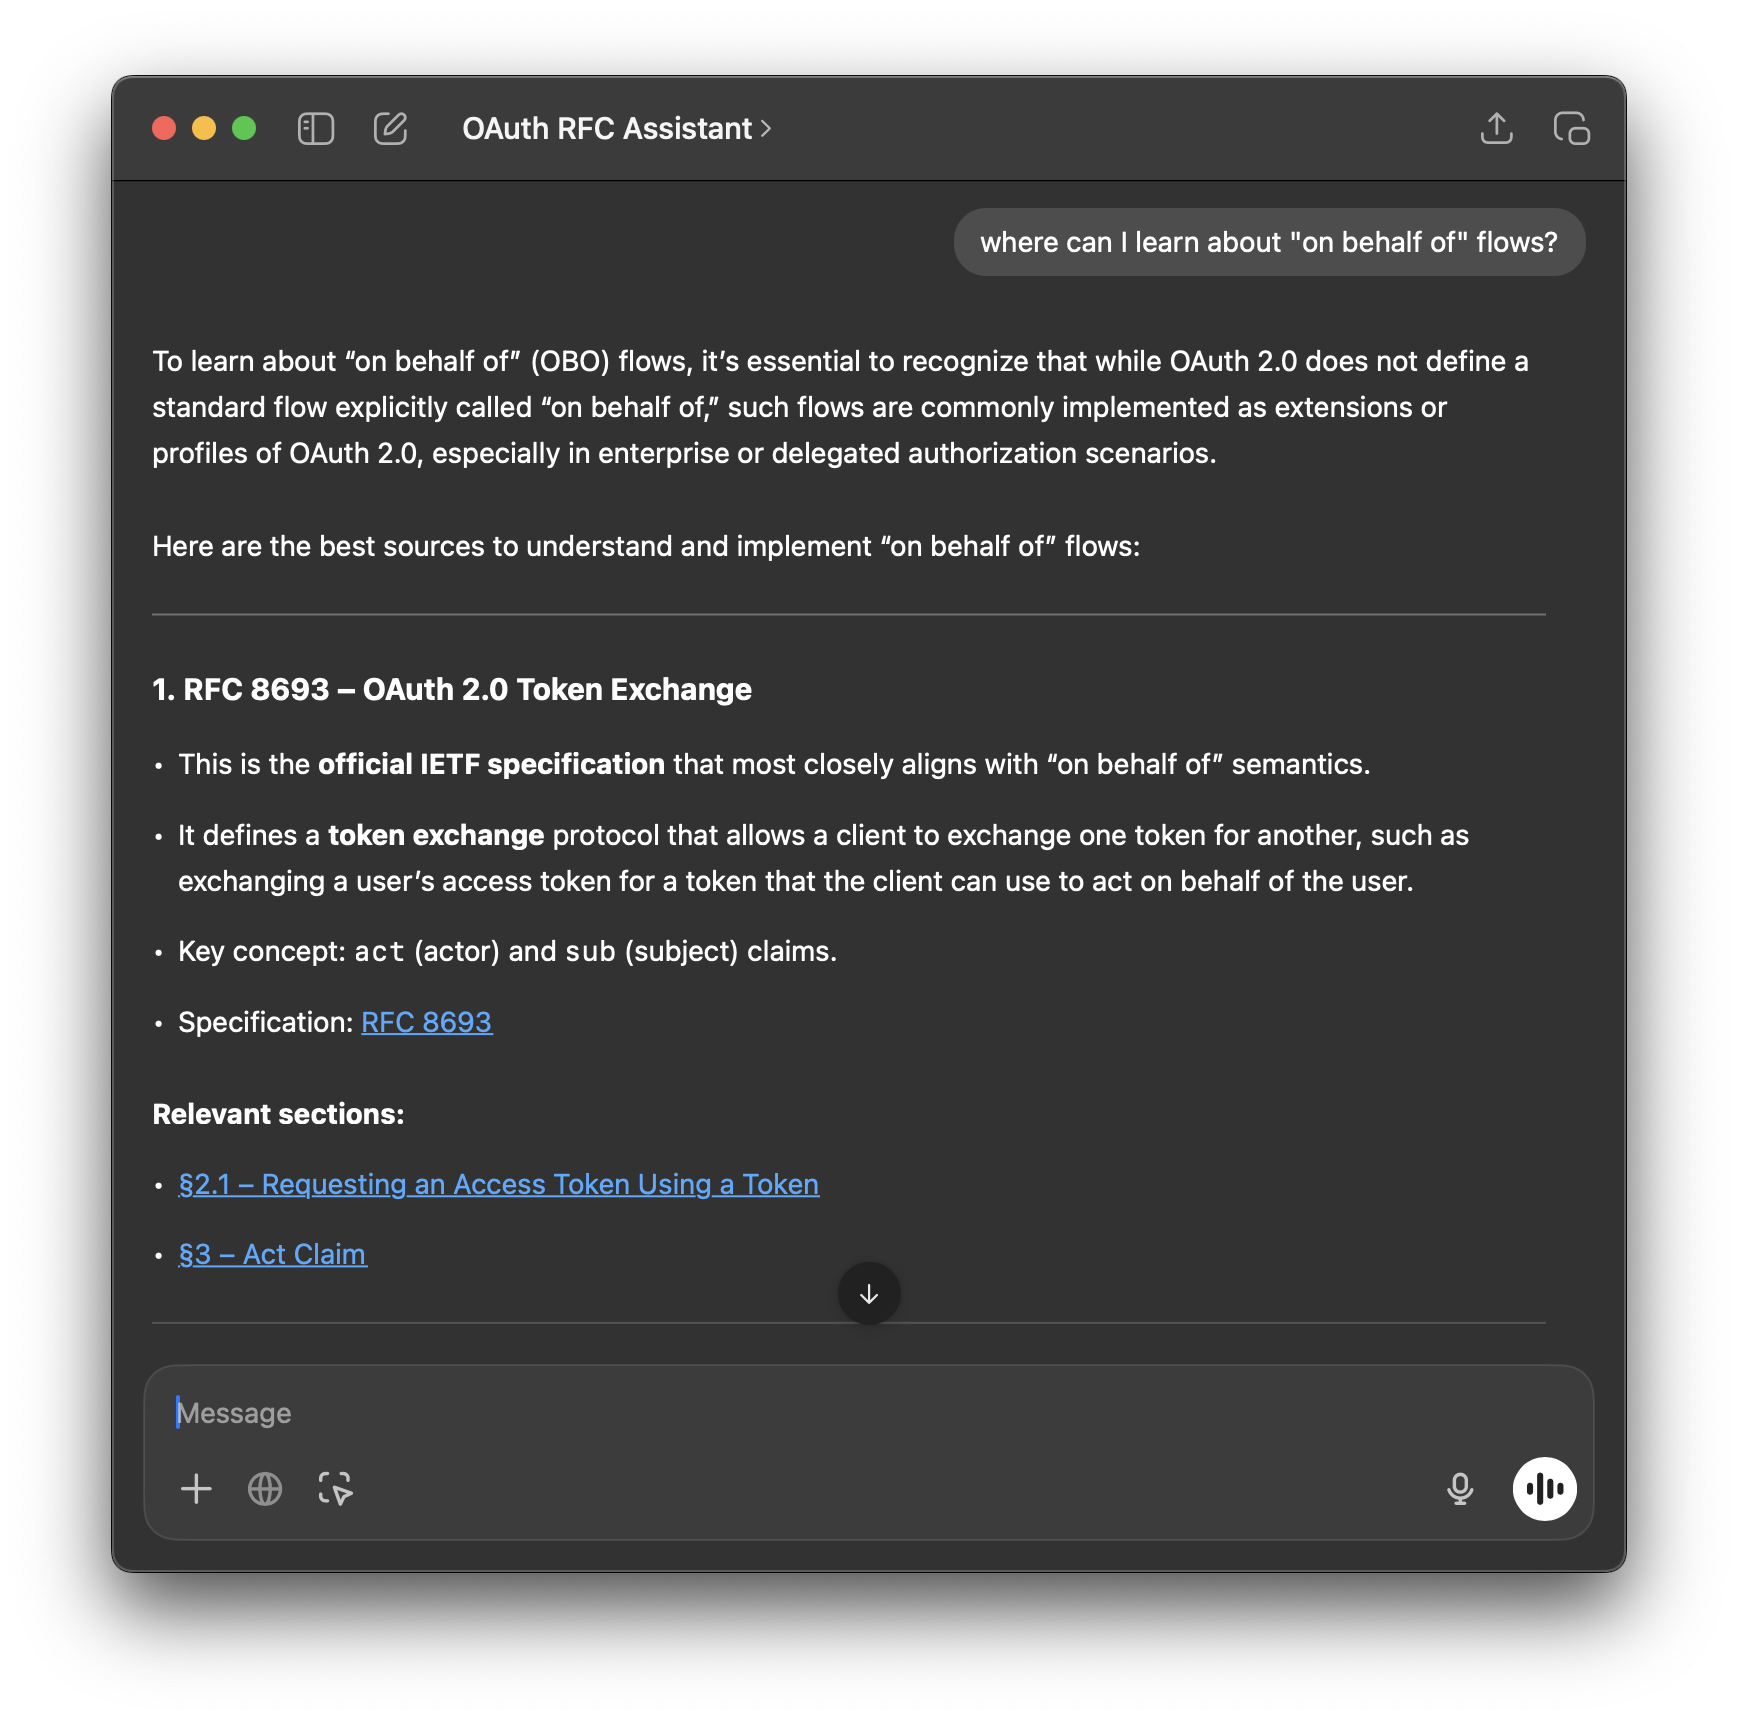 OAuth RFC Assistant
where can I learn about "on behalf of" flows?
To learn about “on behalf of” (OBO) flows, it’s essential to recognize that while OAuth 2.0 does not define a
standard flow explicitly called “on behalf of,” such flows are commonly implemented as extensions or
profiles of OAuth 2.0, especially in enterprise or delegated authorization scenarios.
Here are the best sources to understand and implement “on behalf of” flows:
1. RFC 8693 – OAuth 2.0 Token Exchange
• This is the official IETF specification that most closely aligns with “on behalf of” semantics.
• It defines a token exchange protocol that allows a client to exchange one token for another, such as
exchanging a user’s access token for a token that the client can use to act on behalf of the user.
• Key concept: act (actor) and sub (subject) claims.
• Specification: RFC 8693
Relevant sections:
• §2.1 – Requesting an Access Token Using a Token
• §3 – Act Claim
Message